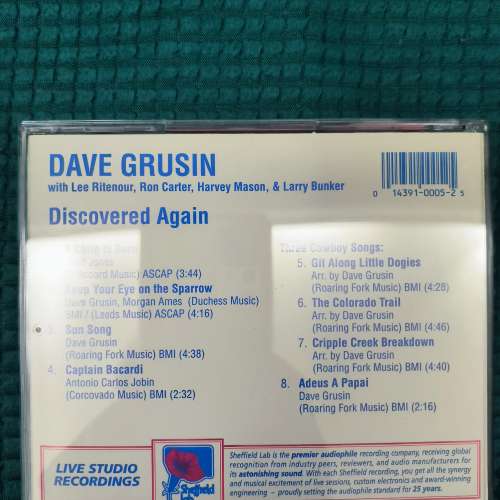 DAVE GRUSIN
with Lee Ritenour, Ron Carter, Harvey Mason, & Larry Bunker
0 14391-0005-2 5
Discovered Again
Jones
Music) ASCAP (3:44)
Keep Your Eye on the Sparrow
Dave Grusin, Morgan Ames (Duchess Music)
BMI / (Leeds Music) ASCAP (4:16)
3. Sun Song
Dave Grusin
(Roaring Fork Music) BMI (4:38)
4. Captain Bacardi
Antonio Carlos Jobin
(Corcovado Music) BMI (2:32)
Three Cowboy Songs:
5. Git Along Little Dogies
Arr. by Dave Grusin
(Roaring Fork Music) BMI (4:28)
6. The Colorado Trail
Arr. by Dave Grusin
(Roaring Fork Music) BMI (4:46)
7. Cripple Creek Breakdown
Arr. by Dave Grusin
(Roaring Fork Music) BMI (4:40)
8. Adeus A Papai
Dave Grusin
(Roaring Fork Music) BMI (2:16)
LIVE STUDIO
RECORDINGS
Sheffield
Sheffield Lab is the premier audiophile recording company, receiving global
recognition from industry peers, reviewers, and audio manufacturers for
its astonishing sound. With each Sheffield recording, you get all the synergy
and musical excitement of live sessions, custom electronics and award-winning
engineering – proudly setting the audiophile standard for 25 years.